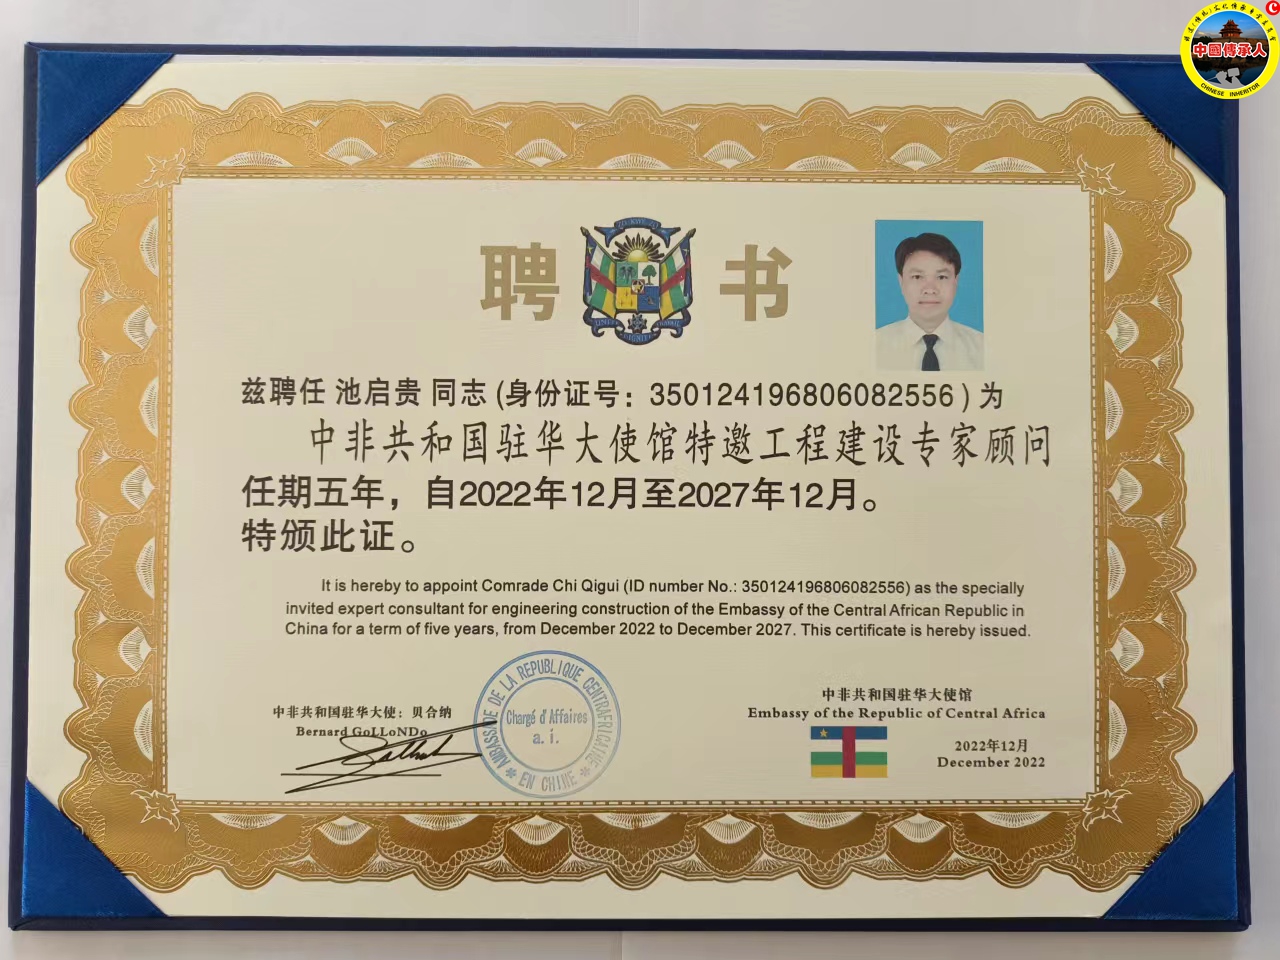 中國傳承人
CHINESE INHERITOR
聘书
兹聘任 池启贵 同志 (身份证号：350124196806082556 ) 为
中非共和国驻华大使馆特邀工程建设专家顾问
任期五年，自2022年12月至2027年12月。
特颁此证。
It is hereby to appoint Comrade Chi Qigui (ID number No.: 350124196806082556) as the specially
invited expert consultant for engineering construction of the Embassy of the Central African Republic in
China for a term of five years, from December 2022 to December 2027. This certificate is hereby issued.
中非共和国驻华大使：贝合纳
Bernard GoLLoNDo
AMBASSADE DE LA REPUBLIQUE CENTRAFRICAINE
Chargé d'Affaires
a. i.
EN CHINE
中非共和国驻华大使馆
Embassy of the Republic of Central Africa
2022年12月
December 2022